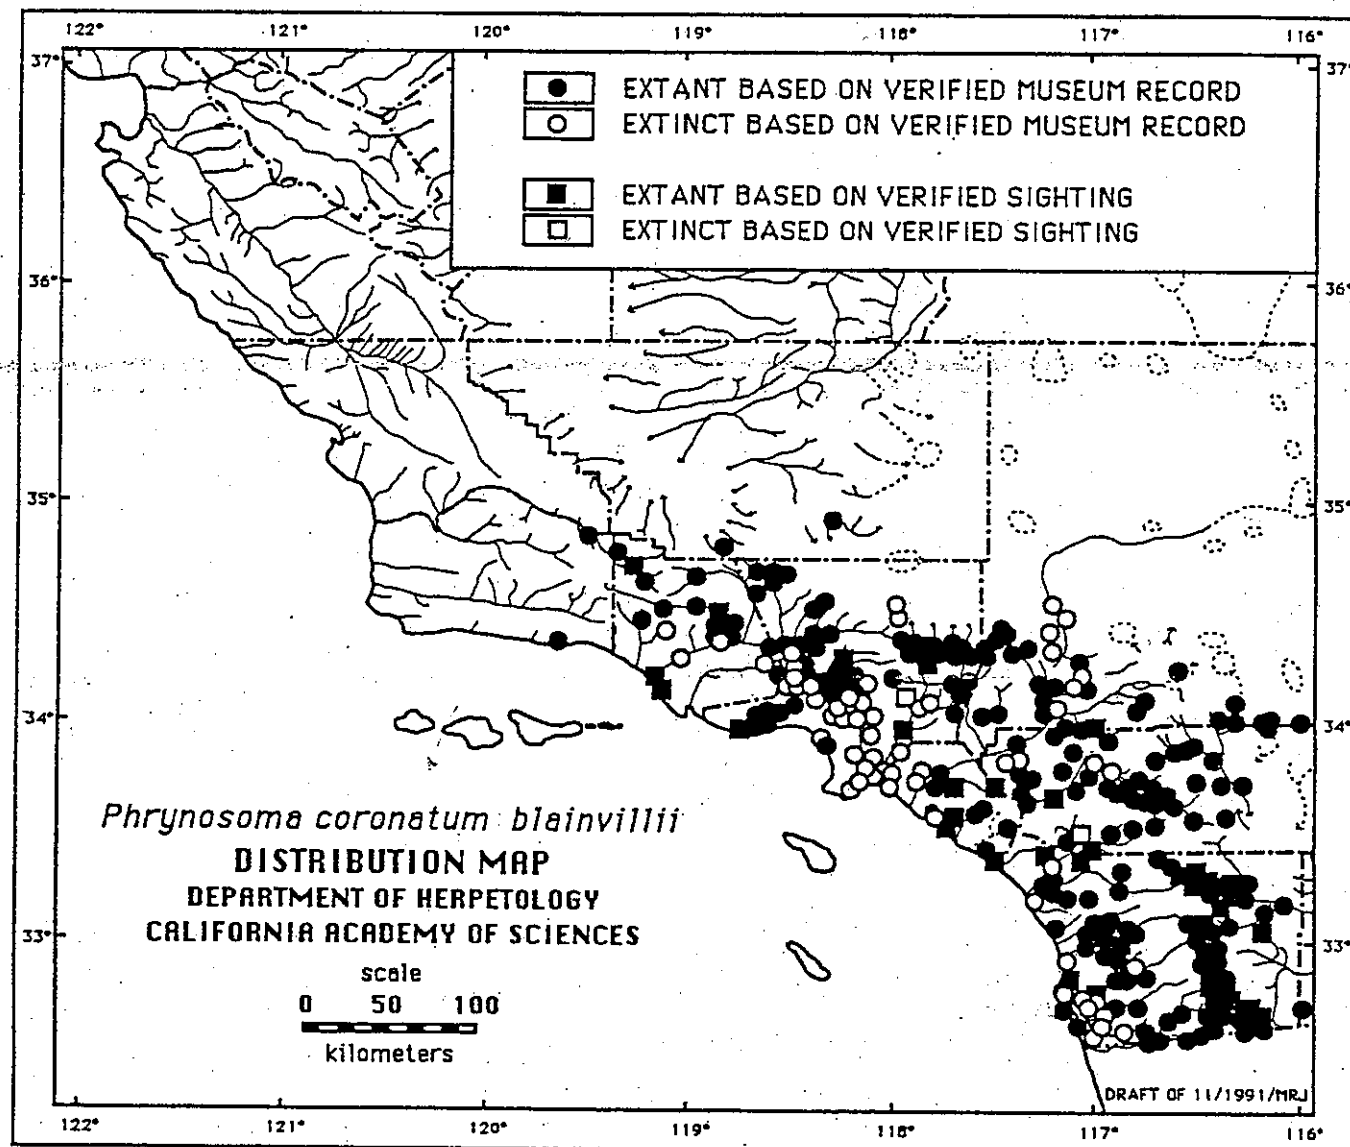 122° 121° 120° 119° 118° 117° 116°
37° 37°
EXTANT BASED ON VERIFIED MUSEUM RECORD
EXTINCT BASED ON VERIFIED MUSEUM RECORD
EXTANT BASED ON VERIFIED SIGHTING
EXTINCT BASED ON VERIFIED SIGHTING
36° 36°
35° 35°
34° 34°
Phrynosoma coronatum blainvillii
DISTRIBUTION MAP
DEPARTMENT OF HERPETOLOGY
CALIFORNIA ACADEMY OF SCIENCES
33° 33°
scale
0 50 100
kilometers
DRAFT OF 11/1991/MRJ
122° 121° 120° 119° 118° 117° 116°